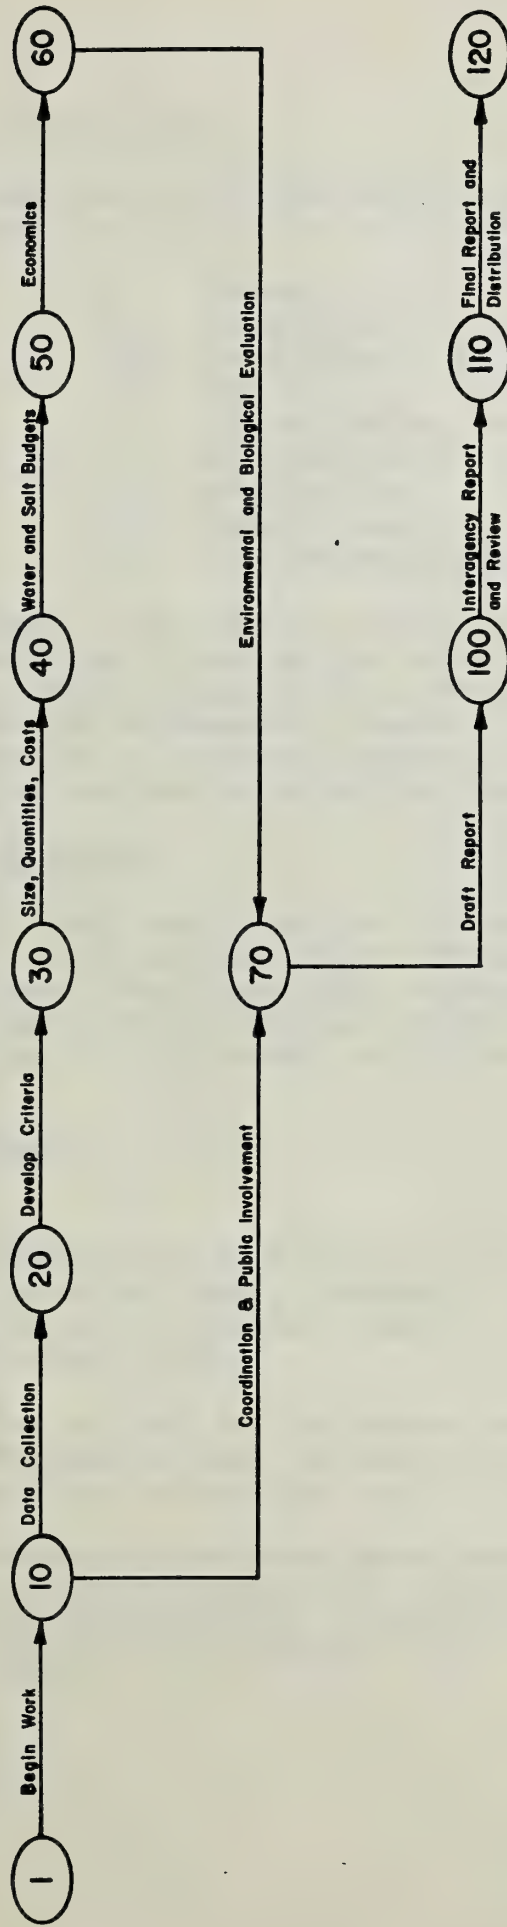 1
Begin Work
10
Data Collection
20
Develop Criteria
30
Size, Quantities, Costs
40
Water and Salt Budgets
50
Economics
60
Coordination & Public Involvement
70
Environmental and Biological Evaluation
Draft Report
100
Interagency Report
and Review
110
Final Report and
Distribution
120